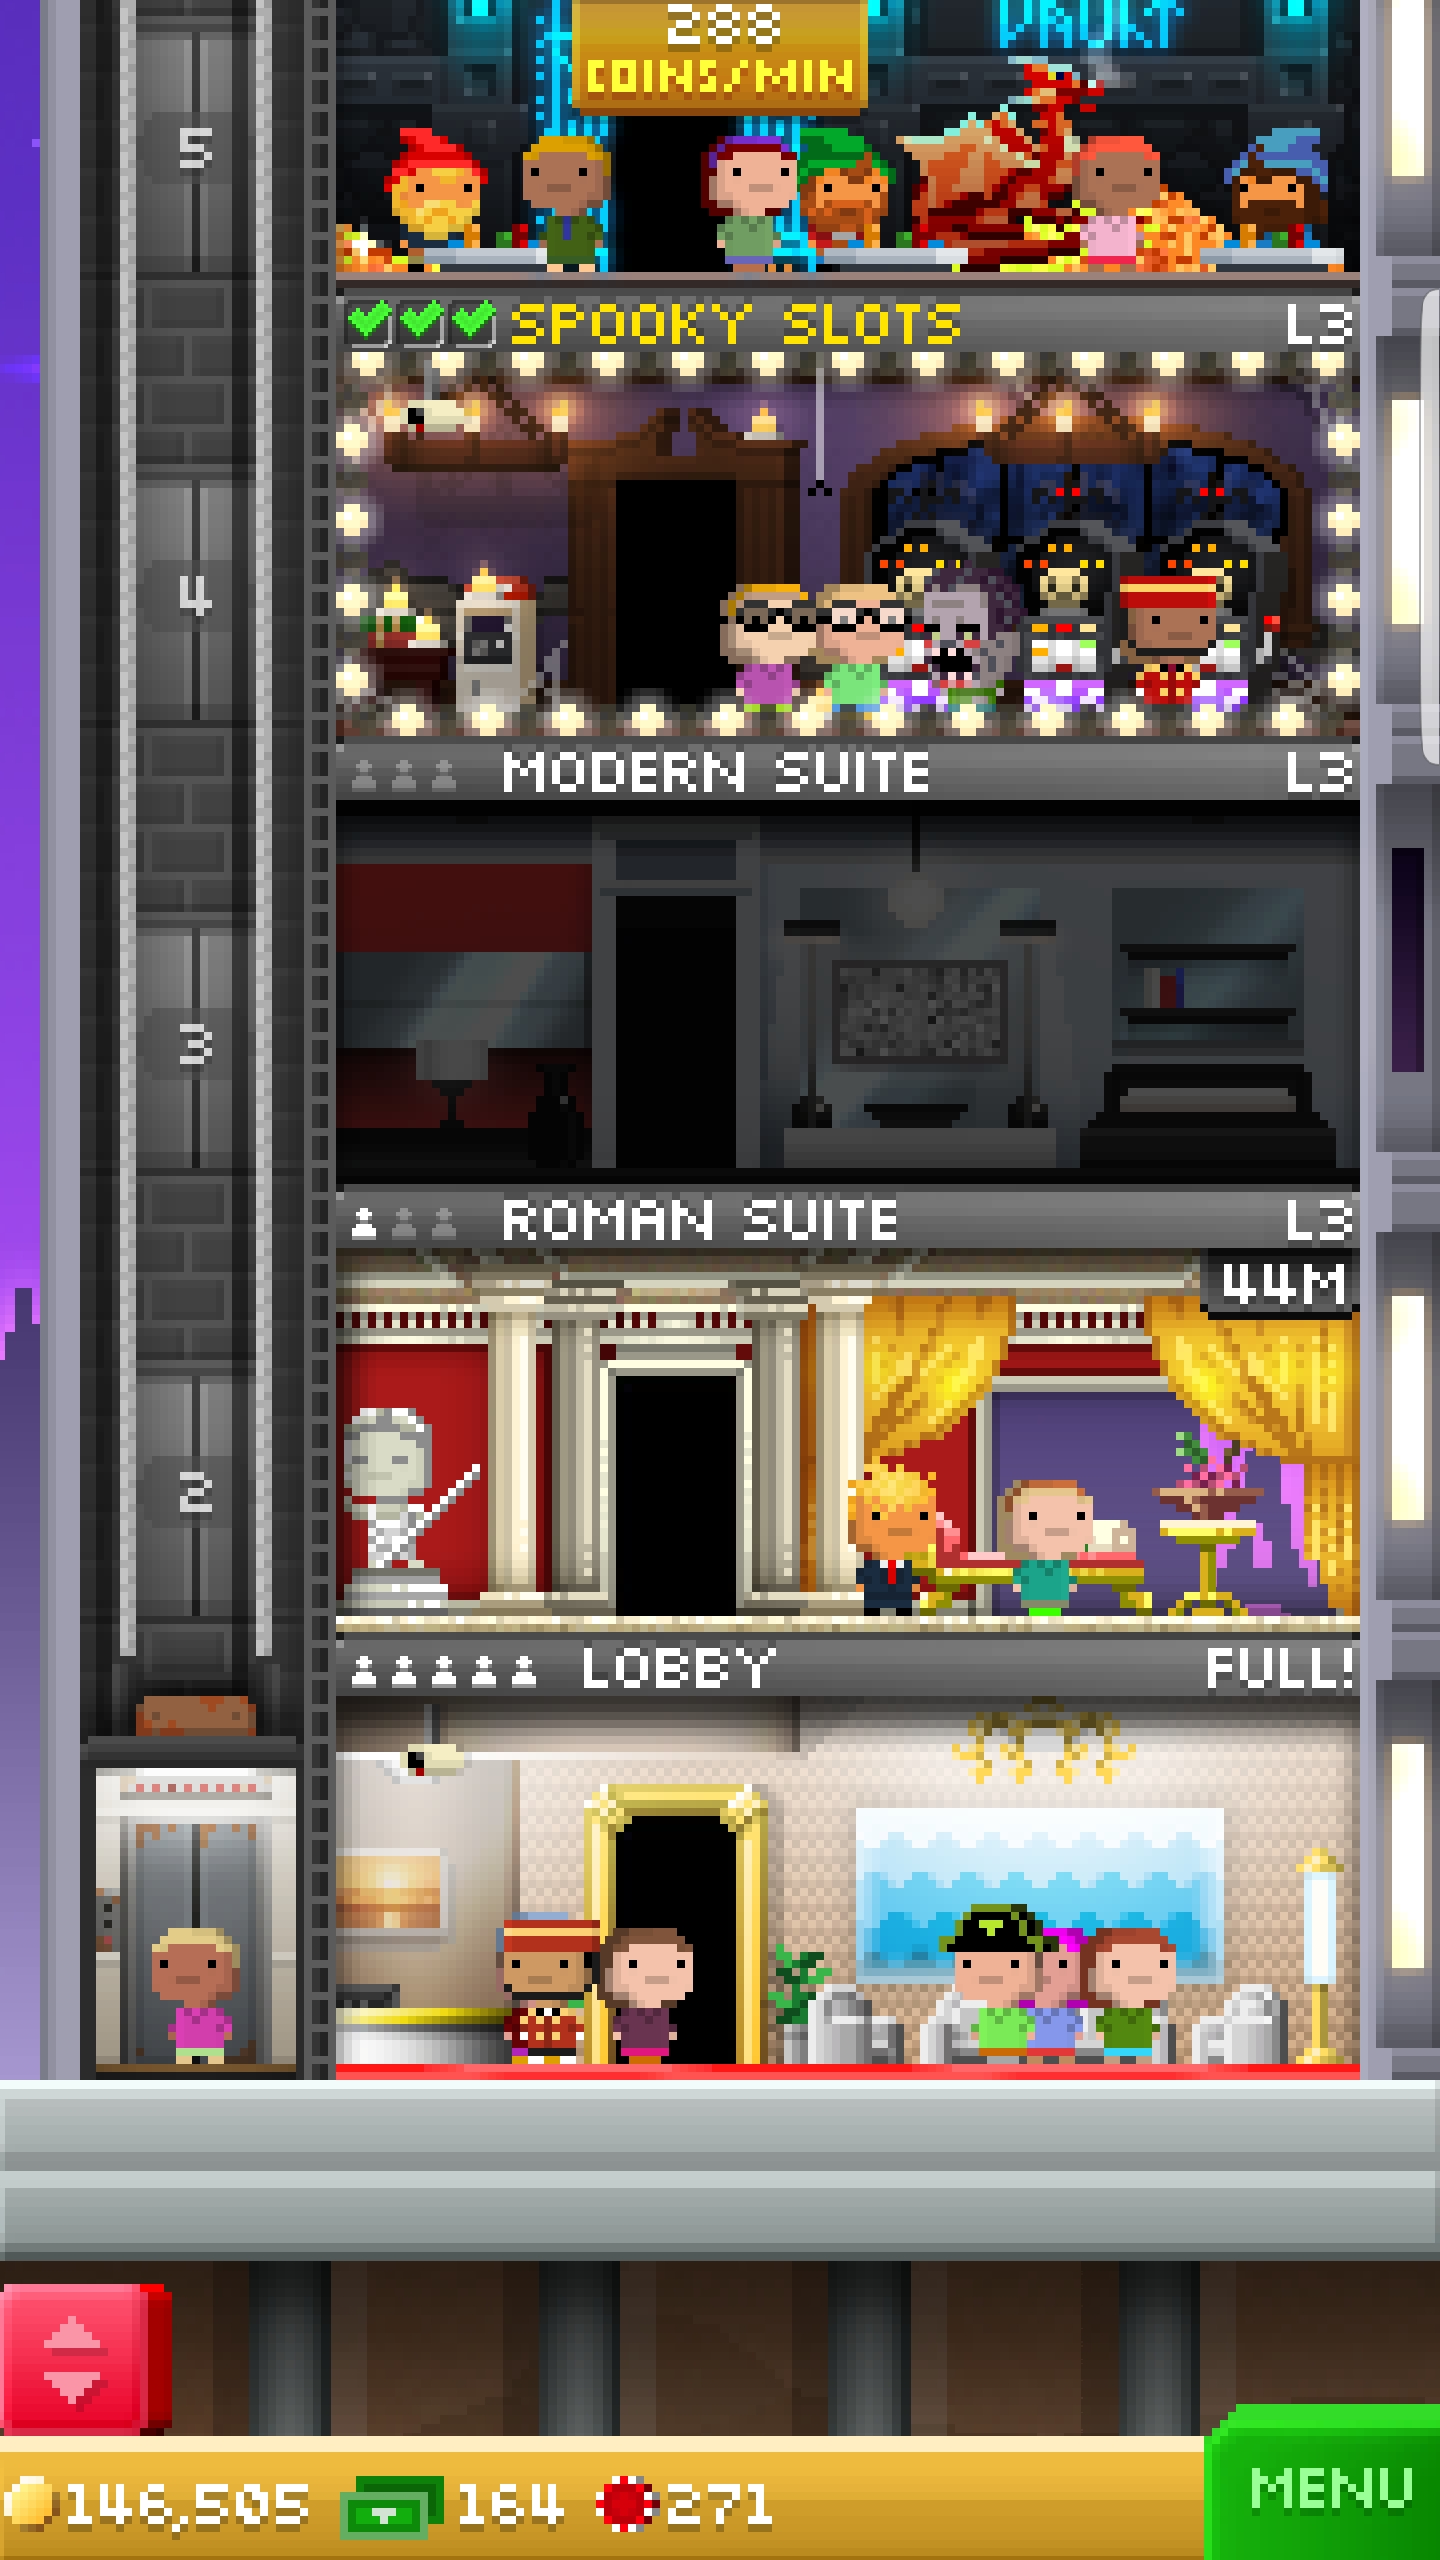 VAULT
288
COINS/MIN
5
SPOOKY SLOTS L3
4
MODERN SUITE L3
3
ROMAN SUITE L3
44M
2
LOBBY FULL!
146,505 164 271
MENU